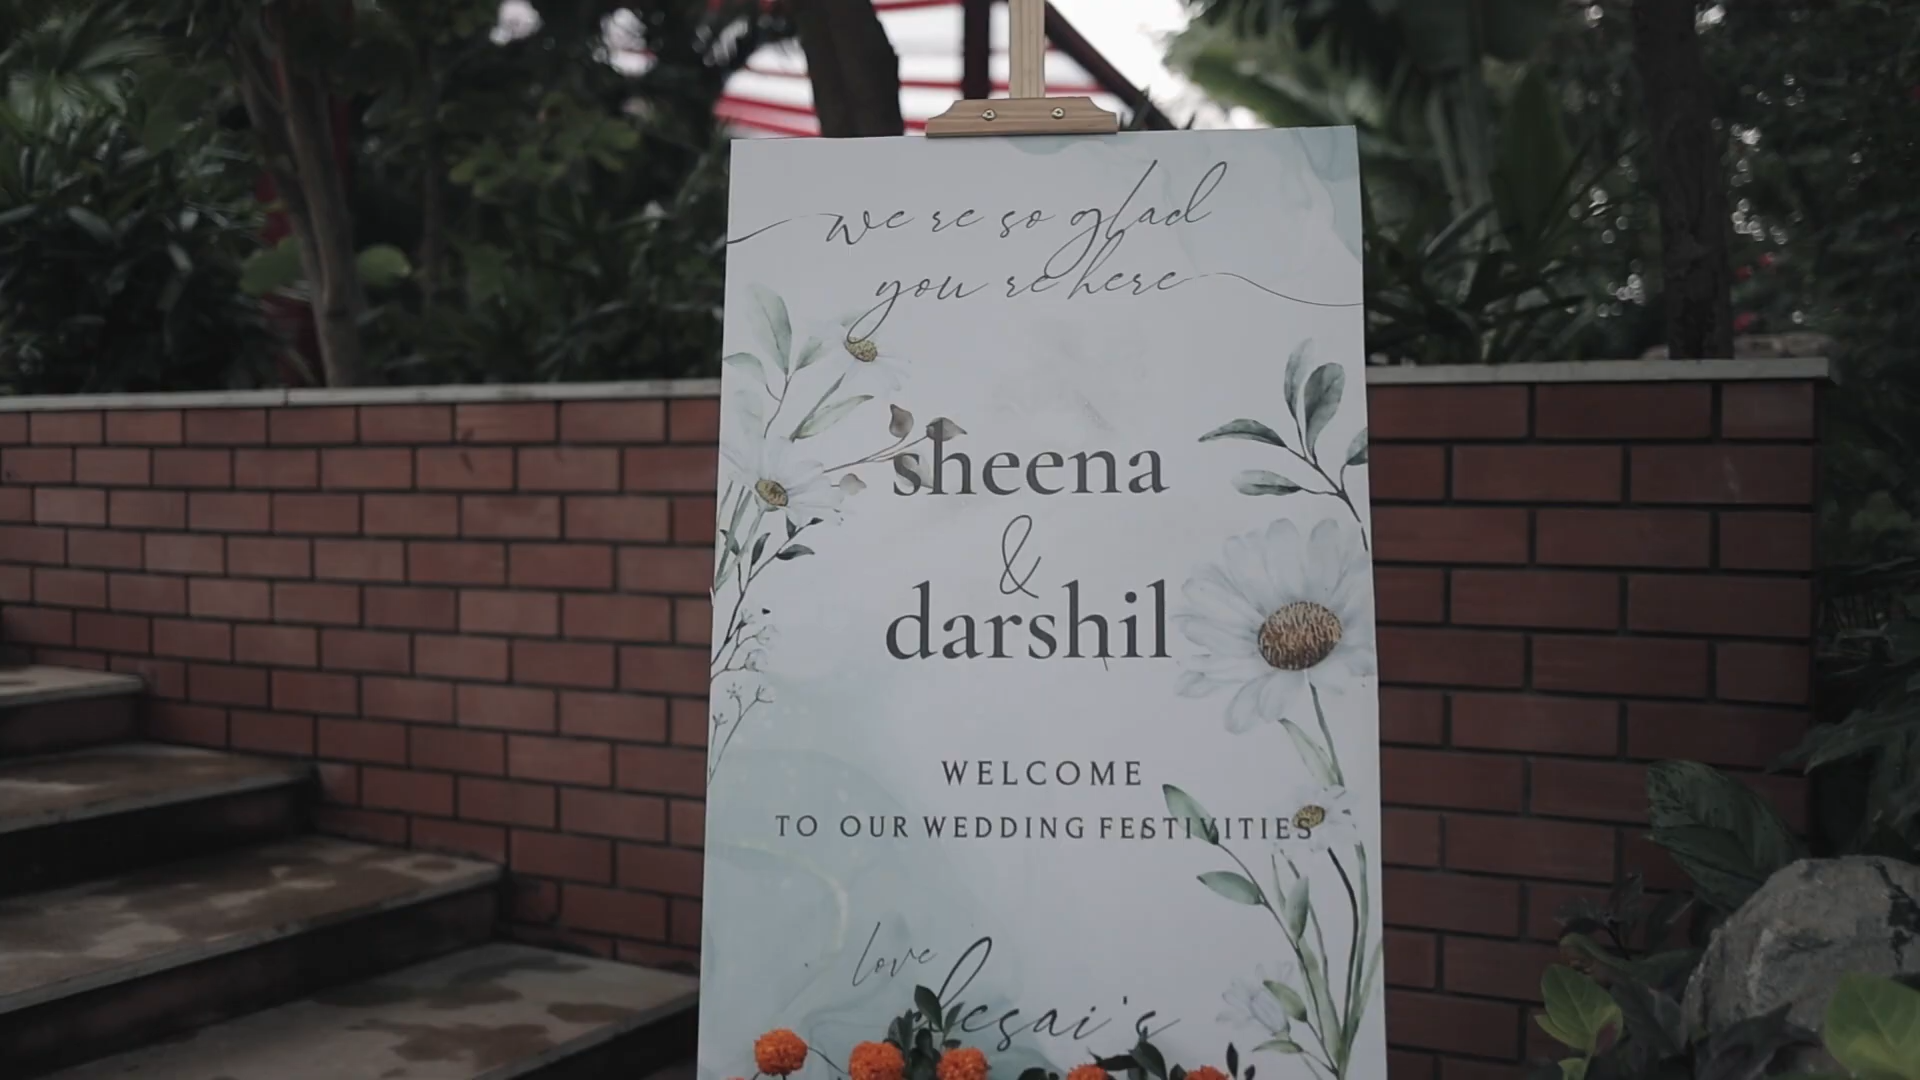 we're so glad
you're here
sheena
&
darshil
WELCOME
TO OUR WEDDING FESTIVITIES
love
desai's